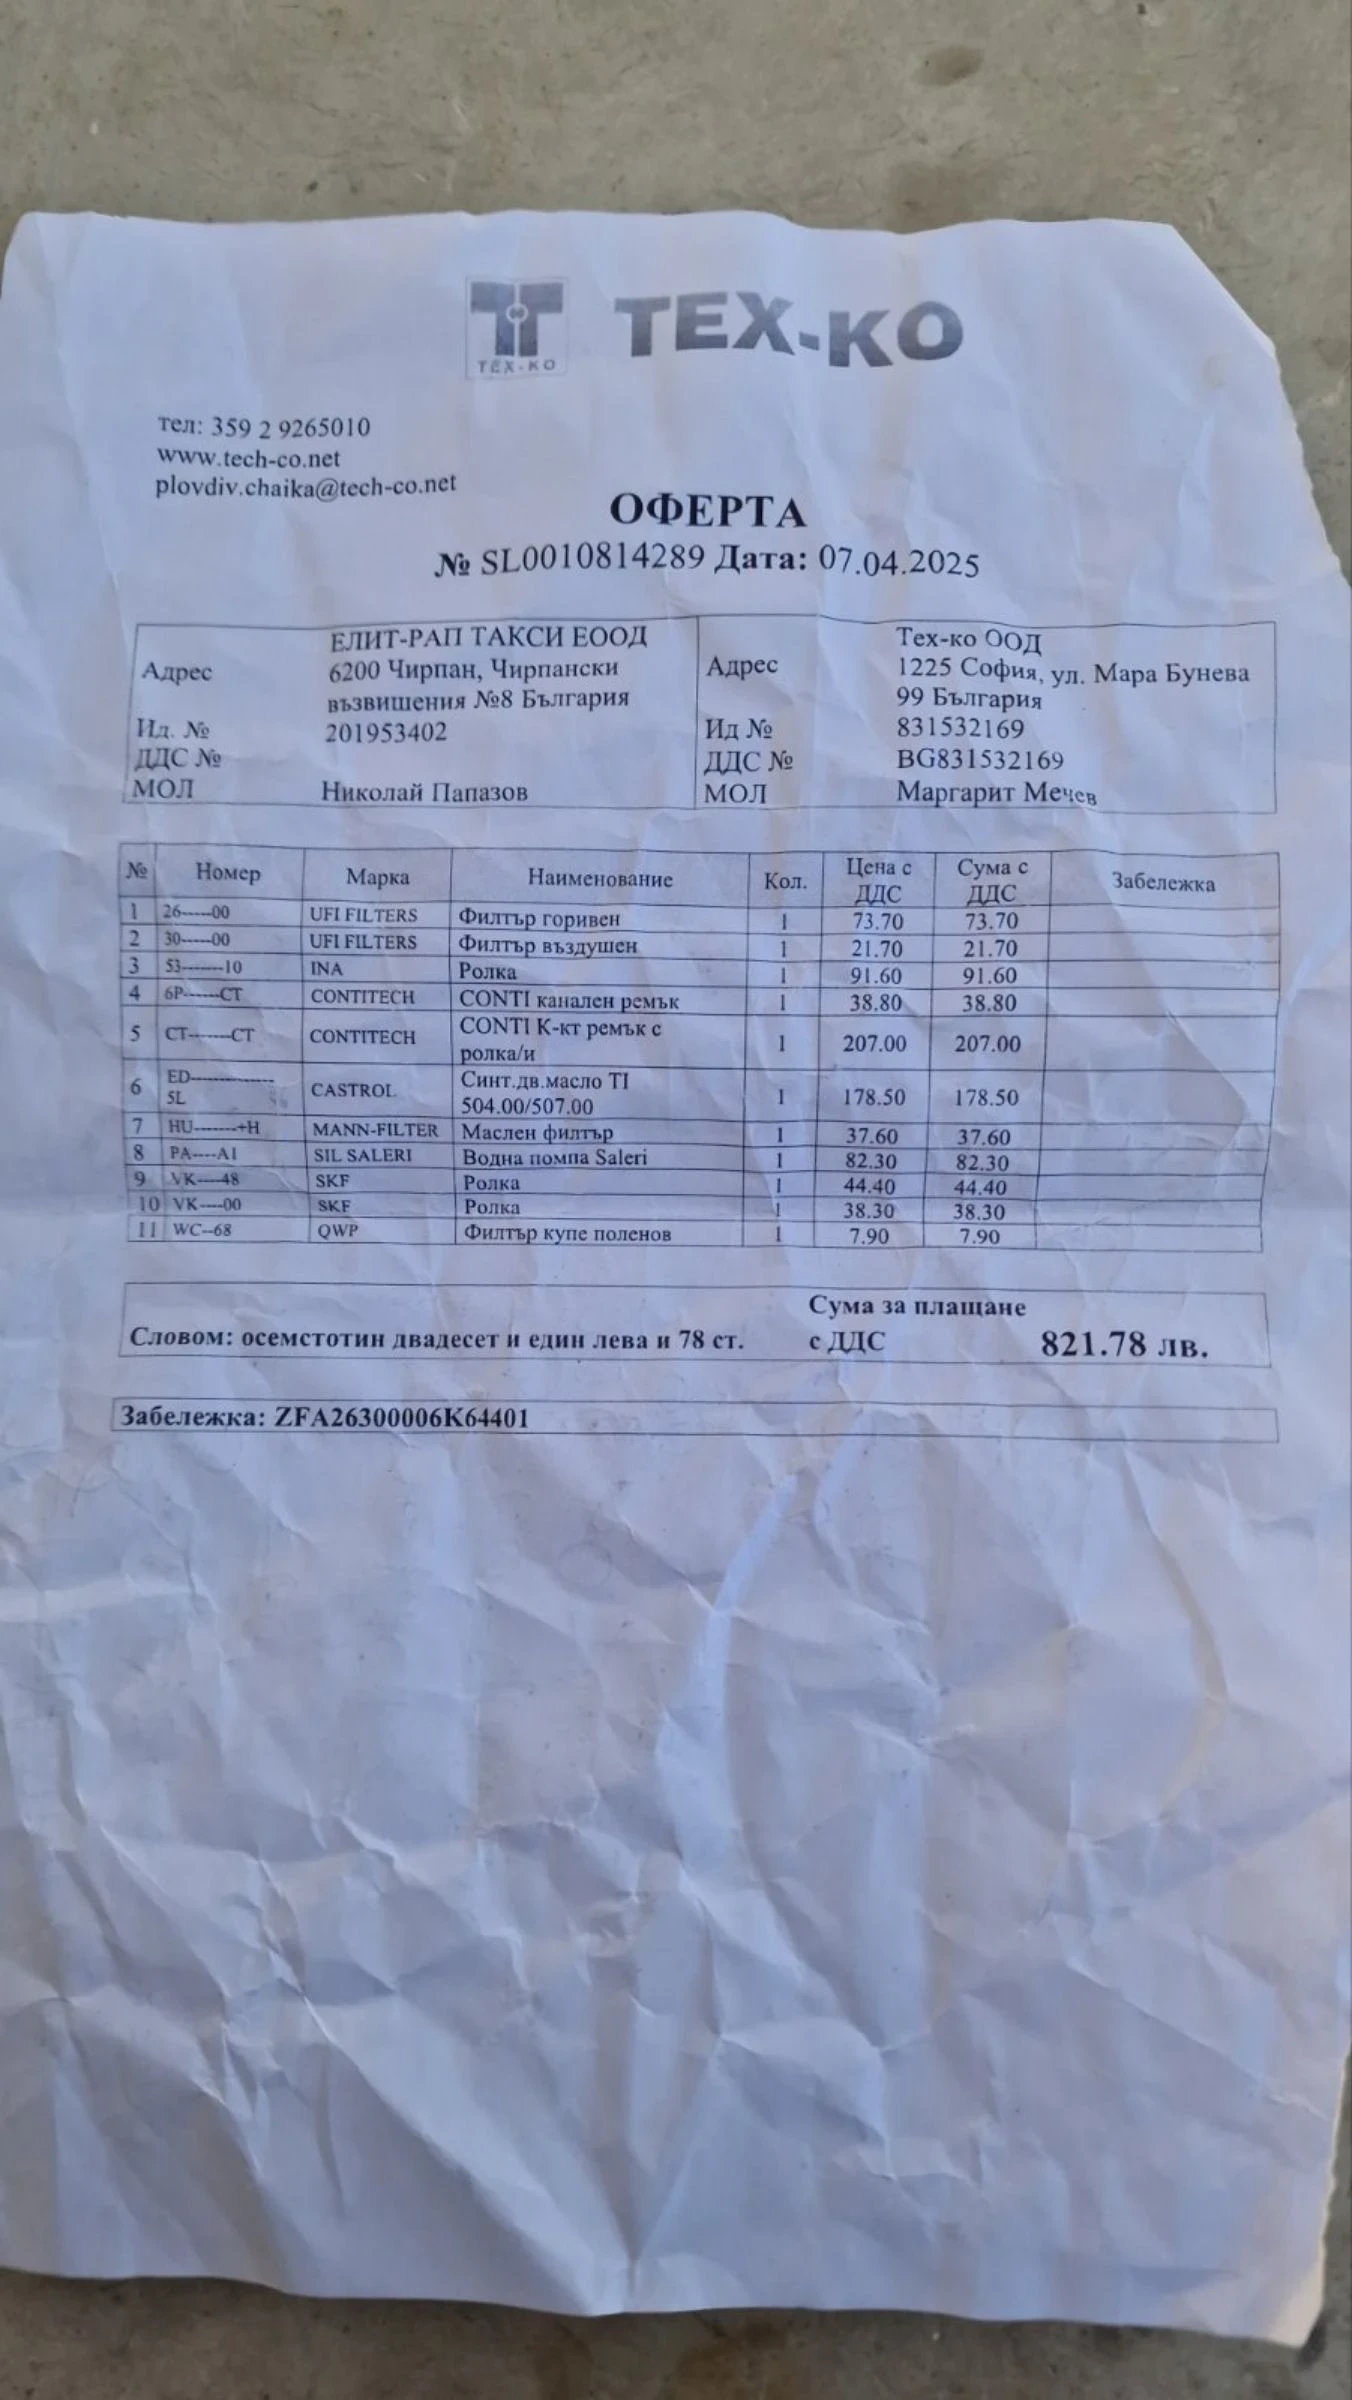 ТЕХ-КО
ТЕХ-КО
тел: 359 2 9265010
www.tech-co.net
plovdiv.chaika@tech-co.net
ОФЕРТА
№ SL0010814289 Дата: 07.04.2025
ЕЛИТ-РАП ТАКСИ ЕООД
Адрес 6200 Чирпан, Чирпански
възвишения №8 България
Ид. № 201953402
ДДС №
МОЛ Николай Папазов
Тех-ко ООД
Адрес 1225 София, ул. Мара Бунева
99 България
Ид № 831532169
ДДС № BG831532169
МОЛ Маргарит Мечев
№ Номер Марка Наименование Кол. Цена с ДДС Сума с ДДС Забележка
1 26-----00 UFI FILTERS Филтър горивен 1 73.70 73.70
2 30-----00 UFI FILTERS Филтър въздушен 1 21.70 21.70
3 53-------10 INA Ролка 1 91.60 91.60
4 6P------CT CONTITECH CONTI канален ремък 1 38.80 38.80
5 CT-------CT CONTITECH CONTI К-кт ремък с ролка/и 1 207.00 207.00
6 ED-------------- 5L CASTROL Синт.дв.масло TI 504.00/507.00 1 178.50 178.50
7 HU-------+H MANN-FILTER Маслен филтър 1 37.60 37.60
8 PA----A1 SIL SALERI Водна помпа Saleri 1 82.30 82.30
9 VK----48 SKF Ролка 1 44.40 44.40
10 VK----00 SKF Ролка 1 38.30 38.30
11 WC--68 QWP Филтър купе поленов 1 7.90 7.90
Сума за плащане
Словом: осемстотин двадесет и един лева и 78 ст. с ДДС 821.78 лв.
Забележка: ZFA26300006K64401